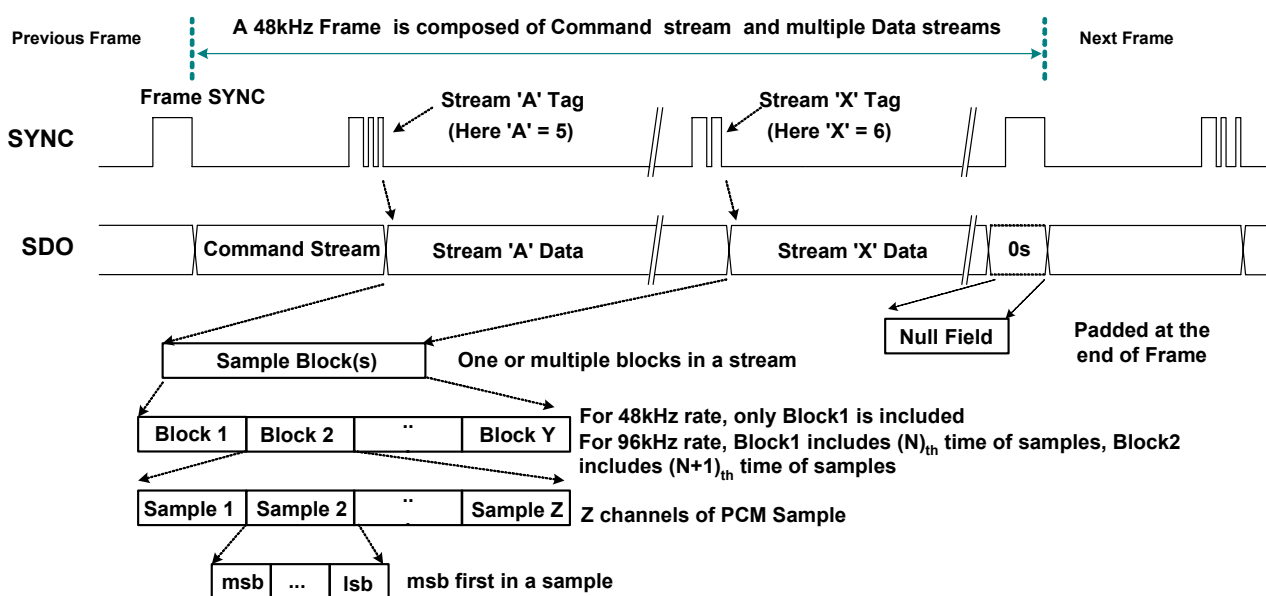 A 48kHz Frame is composed of Command stream and multiple Data streams
Previous Frame
Next Frame
Frame SYNC
Stream 'A' Tag
(Here 'A' = 5)
Stream 'X' Tag
(Here 'X' = 6)
SYNC
SDO
Command Stream
Stream 'A' Data
Stream 'X' Data
0s
Null Field
Padded at the
end of Frame
Sample Block(s)
One or multiple blocks in a stream
Block 1
Block 2
..
Block Y
For 48kHz rate, only Block1 is included
For 96kHz rate, Block1 includes (N)th time of samples, Block2
includes (N+1)th time of samples
Sample 1
Sample 2
..
Sample Z
Z channels of PCM Sample
msb
...
lsb
msb first in a sample